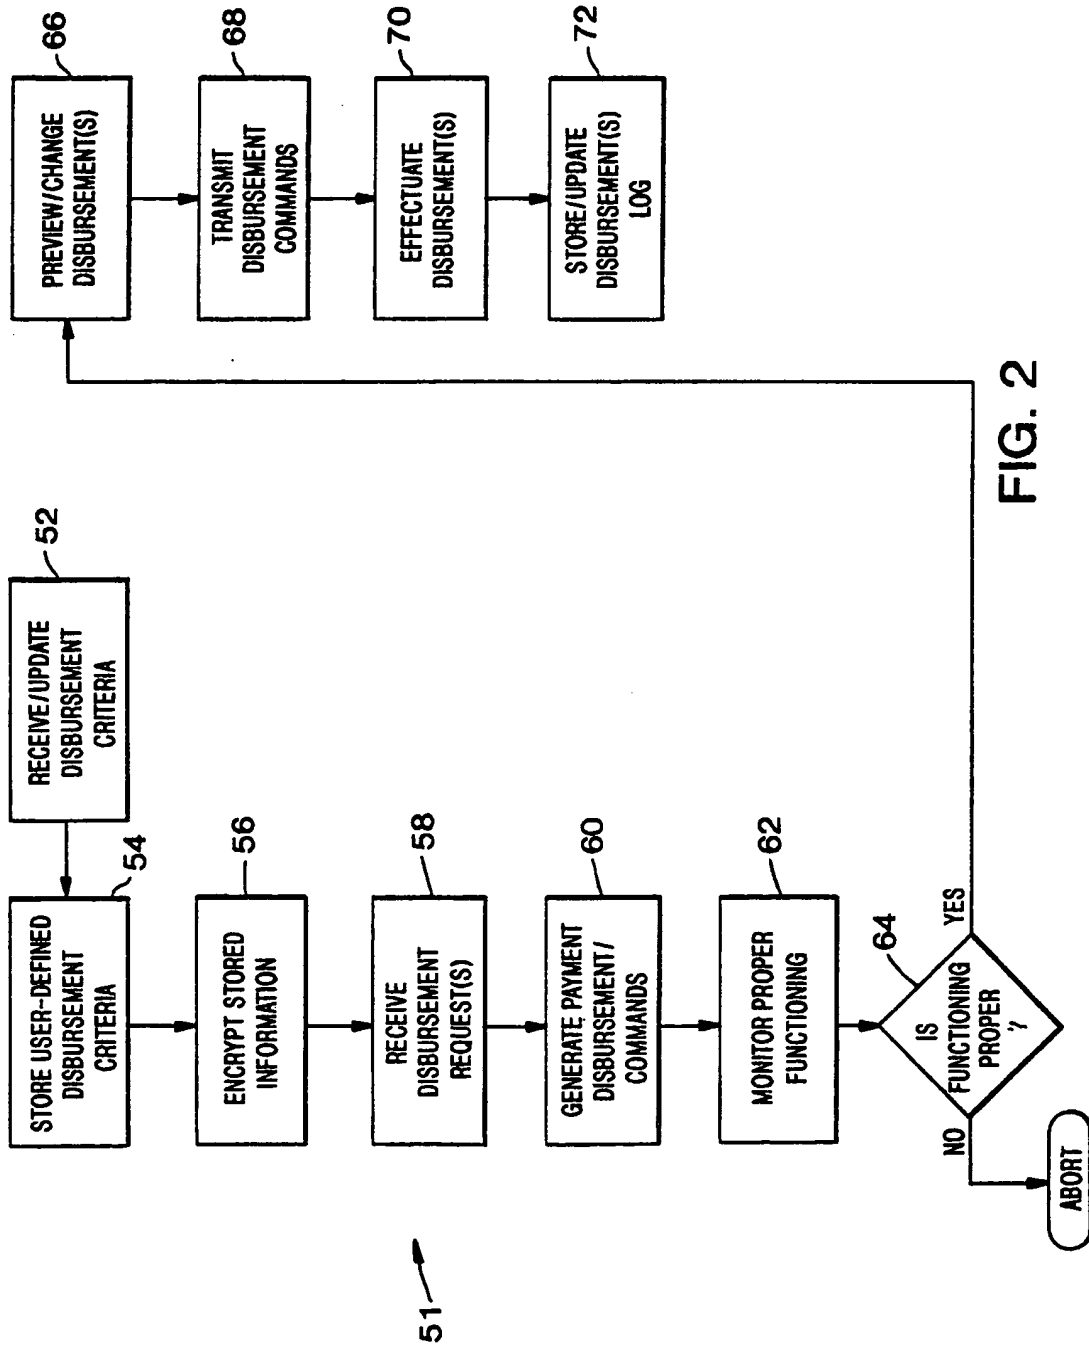 RECEIVE/UPDATE
DISBURSEMENT
CRITERIA
52
STORE USER-DEFINED
DISBURSEMENT
CRITERIA
54
ENCRYPT STORED
INFORMATION
56
RECEIVE
DISBURSEMENT
REQUEST(S)
58
GENERATE PAYMENT
DISBURSEMENT/
COMMANDS
60
MONITOR PROPER
FUNCTIONING
62
IS
FUNCTIONING
PROPER
?
64
NO
YES
ABORT
51
PREVIEW/CHANGE
DISBURSEMENT(S)
66
TRANSMIT
DISBURSEMENT
COMMANDS
68
EFFECTUATE
DISBURSEMENT(S)
70
STORE/UPDATE
DISBURSEMENT(S)
LOG
72
FIG. 2